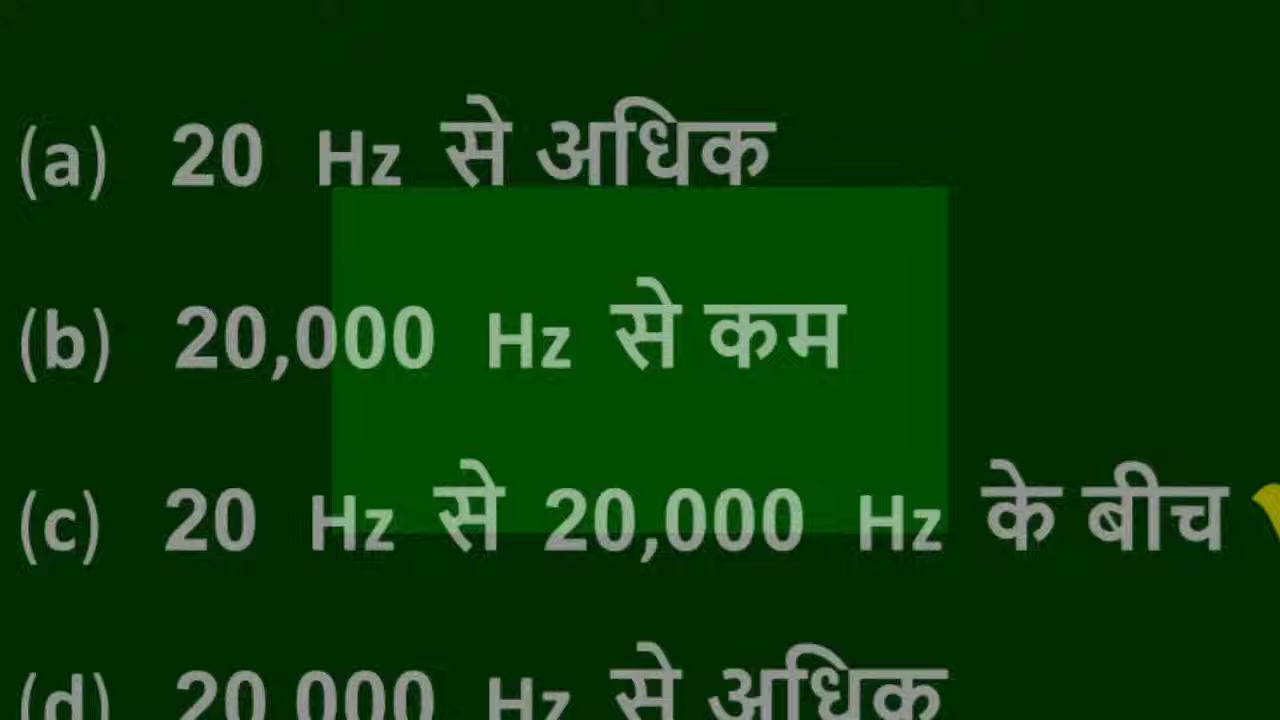 (a) 20 Hz से अधिक
(b) 20,000 Hz से कम
(c) 20 Hz से 20,000 Hz के बीच
(d) 20,000 Hz से अधिक